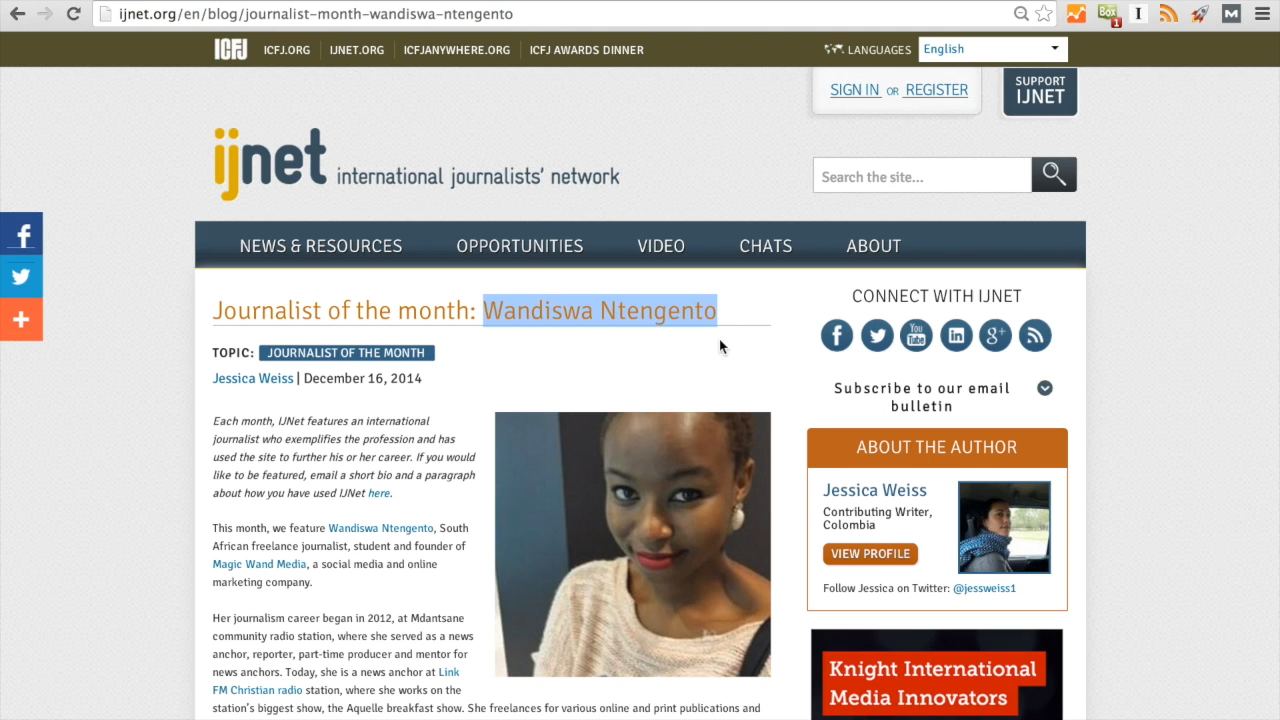 ijnet.org/en/blog/journalist-month-wandiswa-ntengento
Box
1
I
M
ICFJ
ICFJ.ORG
IJNET.ORG
ICFJANYWHERE.ORG
ICFJ AWARDS DINNER
LANGUAGES
English
SIGN IN OR REGISTER
SUPPORT
IJNET
ijnet international journalists' network
Search the site...
f
NEWS & RESOURCES
OPPORTUNITIES
VIDEO
CHATS
ABOUT
Journalist of the month: Wandiswa Ntengento
TOPIC: JOURNALIST OF THE MONTH
Jessica Weiss | December 16, 2014
Each month, IJNet features an international
journalist who exemplifies the profession and has
used the site to further his or her career. If you would
like to be featured, email a short bio and a paragraph
about how you have used IJNet here.
This month, we feature Wandiswa Ntengento, South
African freelance journalist, student and founder of
Magic Wand Media, a social media and online
marketing company.
Her journalism career began in 2012, at Mdantsane
community radio station, where she served as a news
anchor, reporter, part-time producer and mentor for
news anchors. Today, she is a news anchor at Link
FM Christian radio station, where she works on the
station's biggest show, the Aquelle breakfast show. She freelances for various online and print publications and
CONNECT WITH IJNET
f
You
Tube
in
g+
Subscribe to our email
bulletin
ABOUT THE AUTHOR
Jessica Weiss
Contributing Writer,
Colombia
VIEW PROFILE
Follow Jessica on Twitter: @jessweiss1
Knight International
Media Innovators